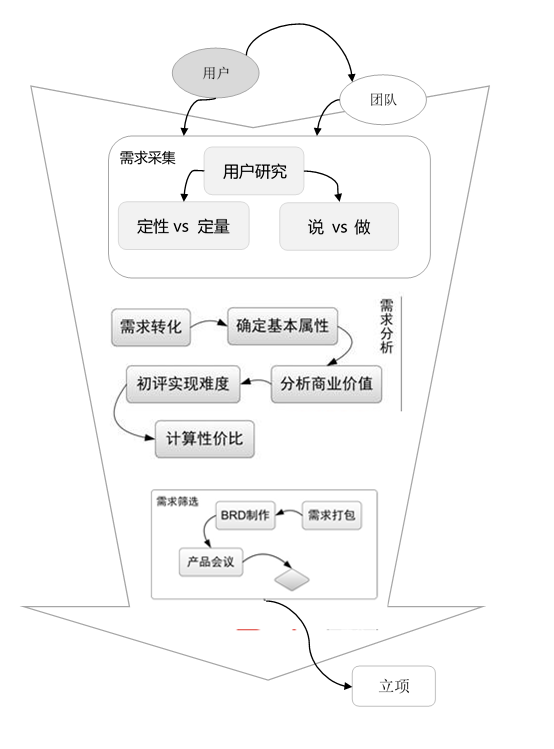 用户
团队
需求采集
用户研究
定性 vs 定量
说 vs 做
需求分析
需求转化
确定基本属性
初评实现难度
分析商业价值
计算性价比
需求筛选
BRD制作
需求打包
产品会议
立项